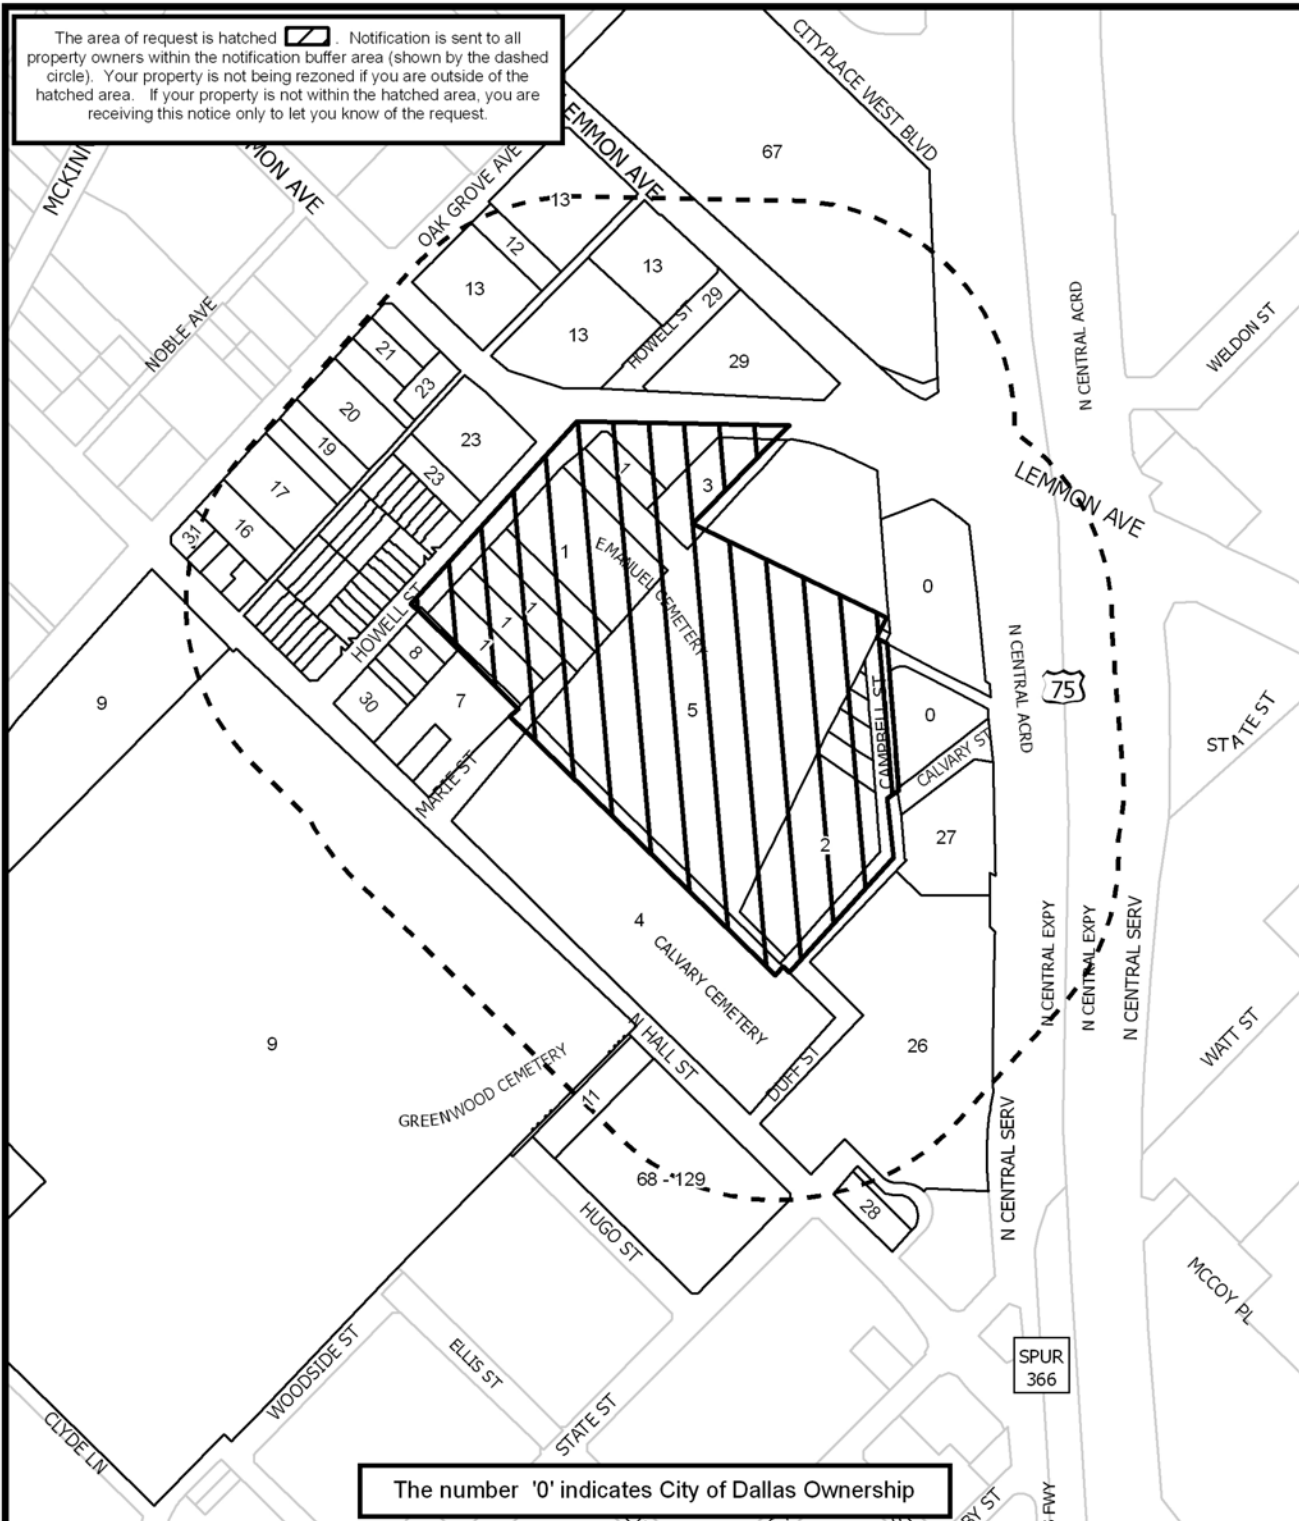 The area of request is hatched . Notification is sent to all
property owners within the notification buffer area (shown by the dashed
circle). Your property is not being rezoned if you are outside of the
hatched area. If your property is not within the hatched area, you are
receiving this notice only to let you know of the request.
CITYPLACE WEST BLVD
67
LEMMON AVE
OAK GROVE AVE
13
12
13
13
13
29
HOWELL ST
29
NOBLE AVE
N CENTRAL ACRD
WELDON ST
21
23
20
19
23
23
17
16
31
1
3
1
EMANUEL CEMETERY
1
1
1
LEMMON AVE
0
HOWELL ST
8
30
7
MARIE ST
5
CAMPBELL ST
0
CALVARY ST
N CENTRAL ACRD
75
STATE ST
9
2
27
4
CALVARY CEMETERY
N CENTRAL EXPY
N CENTRAL EXPY
N CENTRAL SERV
9
26
WATT ST
N HALL ST
DUFF ST
GREENWOOD CEMETERY
11
68 - 129
28
N CENTRAL SERV
HUGO ST
MCCOY PL
SPUR
366
WOODSIDE ST
ELLIS ST
STATE ST
CLYDE LN
The number '0' indicates City of Dallas Ownership